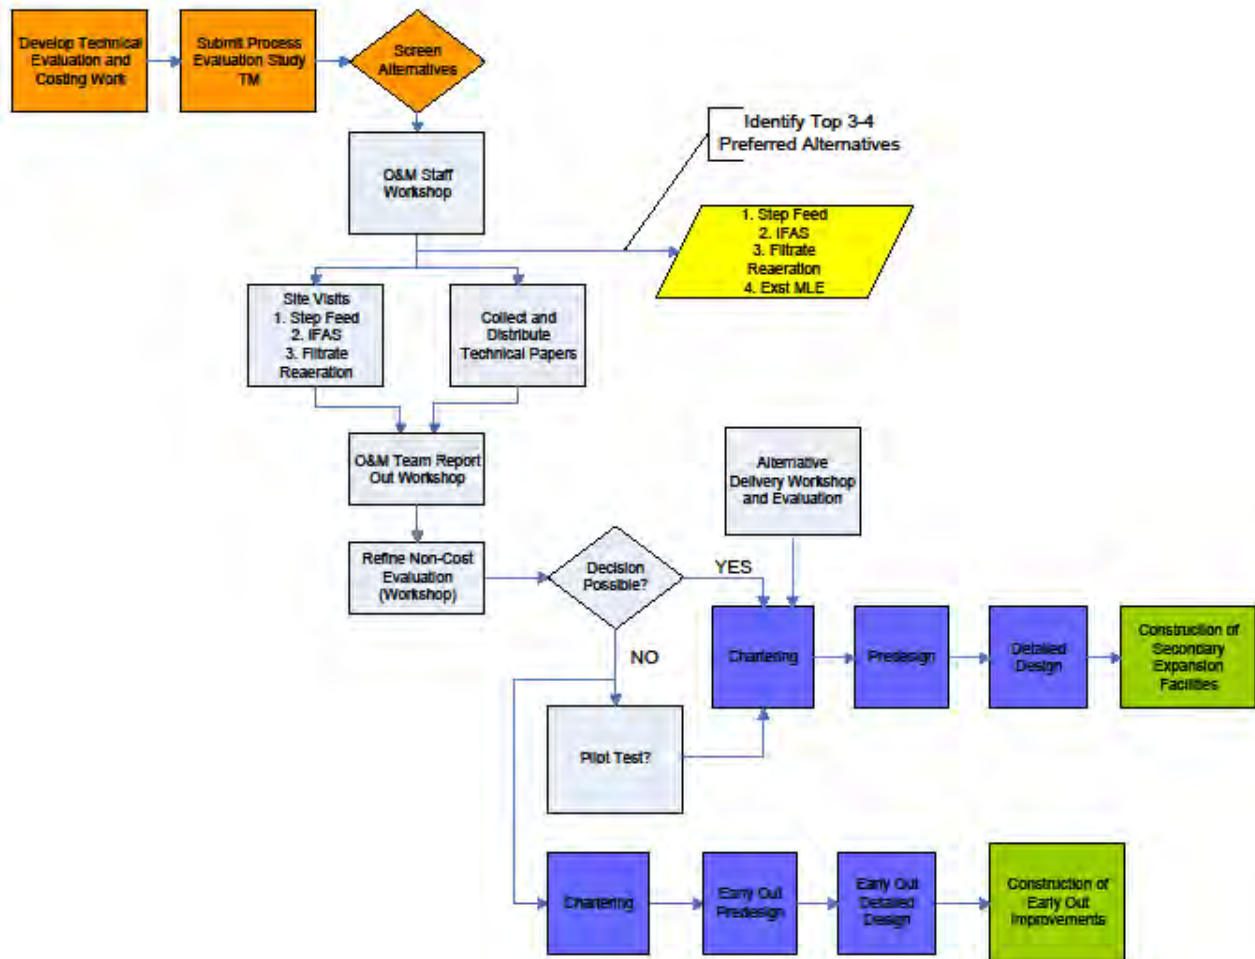 Develop Technical
Evaluation and
Costing Work
Submit Process
Evaluation Study
TM
Screen
Alternatives
Identify Top 3-4
Preferred Alternatives
O&M Staff
Workshop
1. Step Feed
2. IFAS
3. Filtrate
Reaeration
4. Exst MLE
Site Visits
1. Step Feed
2. IFAS
3. Filtrate
Reaeration
Collect and
Distribute
Technical Papers
O&M Team Report
Out Workshop
Alternative
Delivery Workshop
and Evaluation
Refine Non-Cost
Evaluation
(Workshop)
Decision
Possible?
YES
NO
Chartering
Predesign
Detailed
Design
Construction of
Secondary
Expansion
Facilities
Pilot Test?
Chartering
Early Out
Predesign
Early Out
Detailed
Design
Construction of
Early Out
Improvements